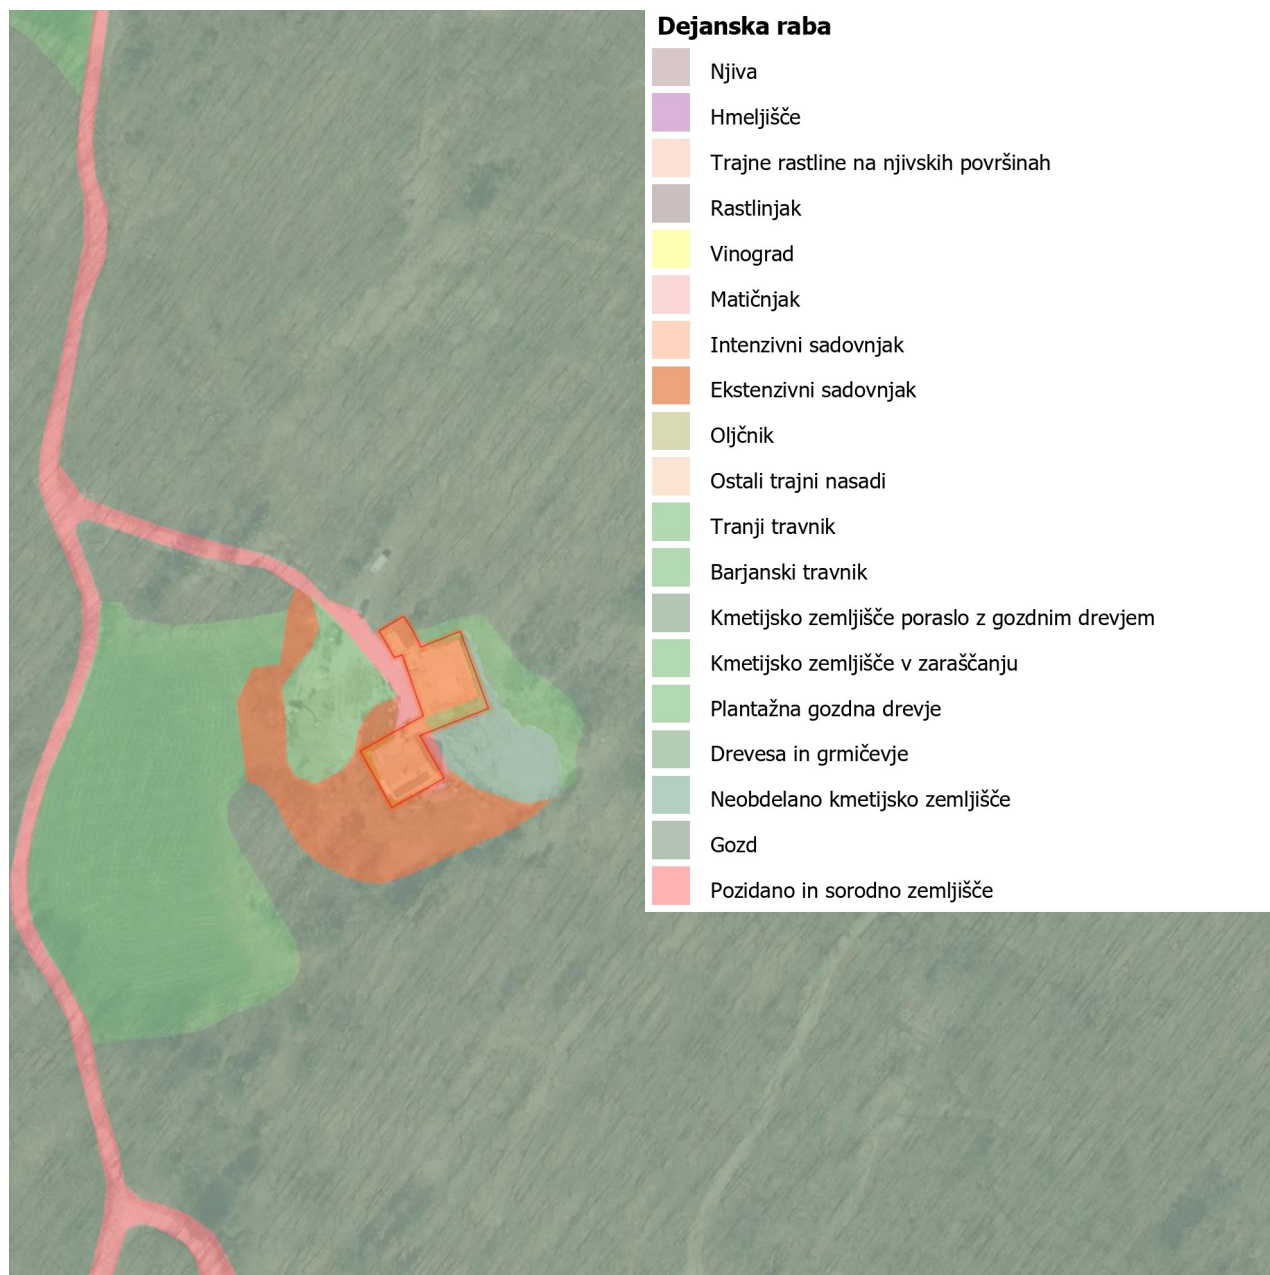 Dejanska raba
Njiva
Hmeljišče
Trajne rastline na njivskih površinah
Rastlinjak
Vinograd
Matičnjak
Intenzivni sadovnjak
Ekstenzivni sadovnjak
Oljčnik
Ostali trajni nasadi
Tranji travnik
Barjanski travnik
Kmetijsko zemljišče poraslo z gozdnim drevjem
Kmetijsko zemljišče v zaraščanju
Plantažna gozdna drevje
Drevesa in grmičevje
Neobdelano kmetijsko zemljišče
Gozd
Pozidano in sorodno zemljišče